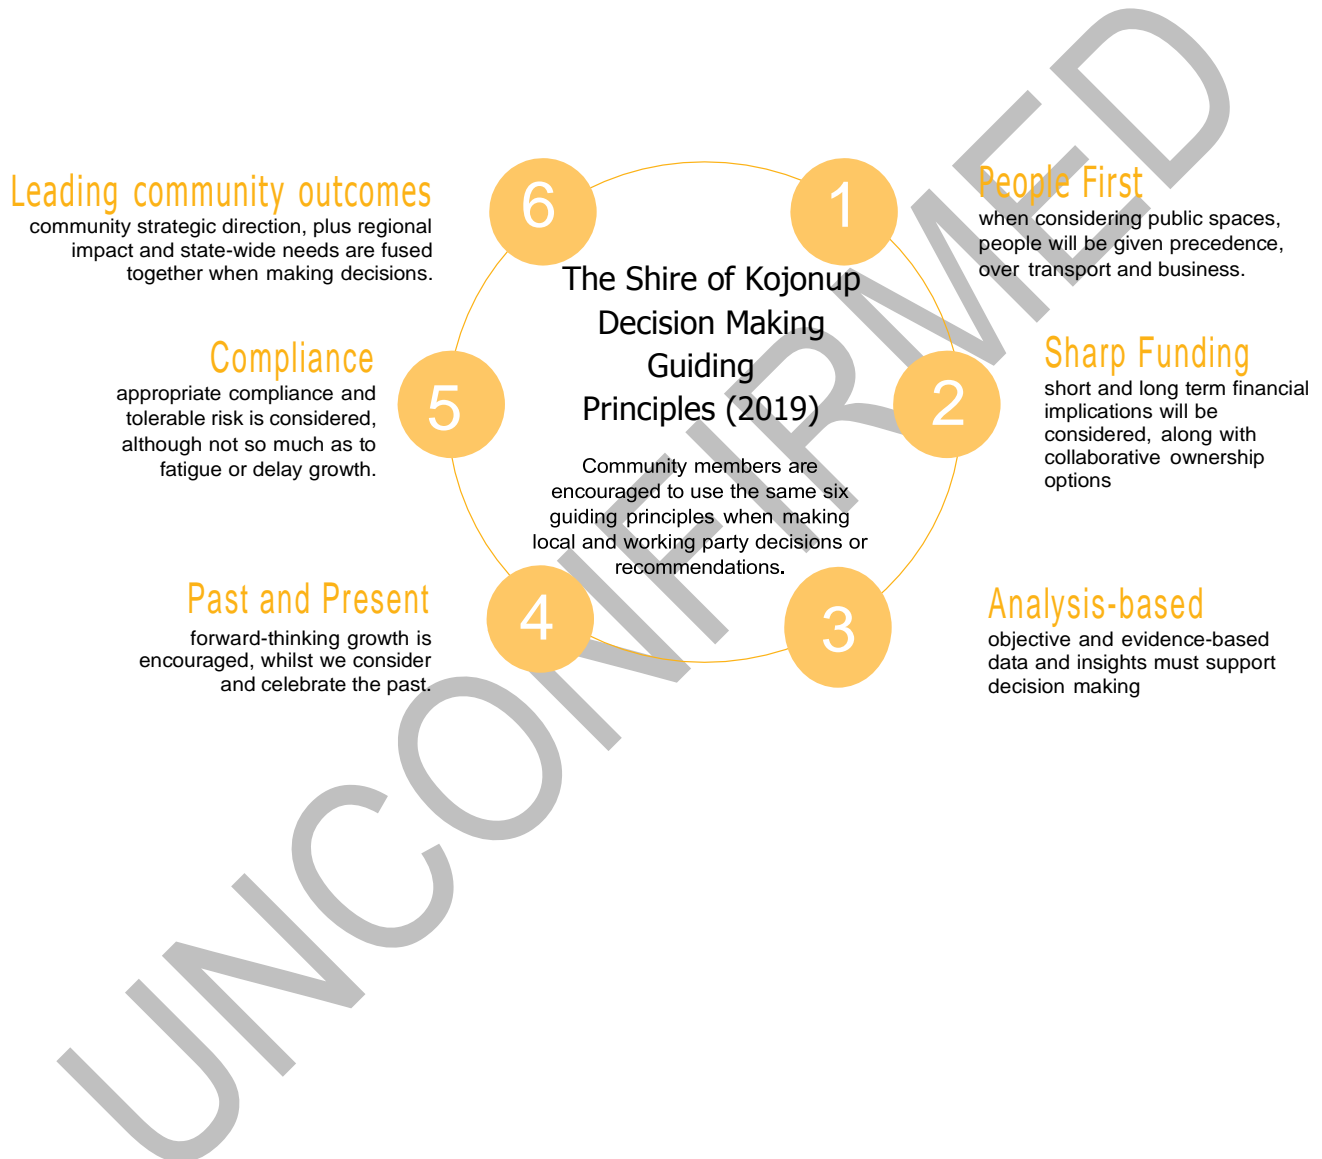 The Shire of Kojonup
Decision Making
Guiding
Principles (2019)
Community members are
encouraged to use the same six
guiding principles when making
local and working party decisions or
recommendations.
1
People First
when considering public spaces,
people will be given precedence,
over transport and business.
2
Sharp Funding
short and long term financial
implications will be
considered, along with
collaborative ownership
options
3
Analysis-based
objective and evidence-based
data and insights must support
decision making
4
Past and Present
forward-thinking growth is
encouraged, whilst we consider
and celebrate the past.
5
Compliance
appropriate compliance and
tolerable risk is considered,
although not so much as to
fatigue or delay growth.
6
Leading community outcomes
community strategic direction, plus regional
impact and state-wide needs are fused
together when making decisions.
UNCONFIRMED